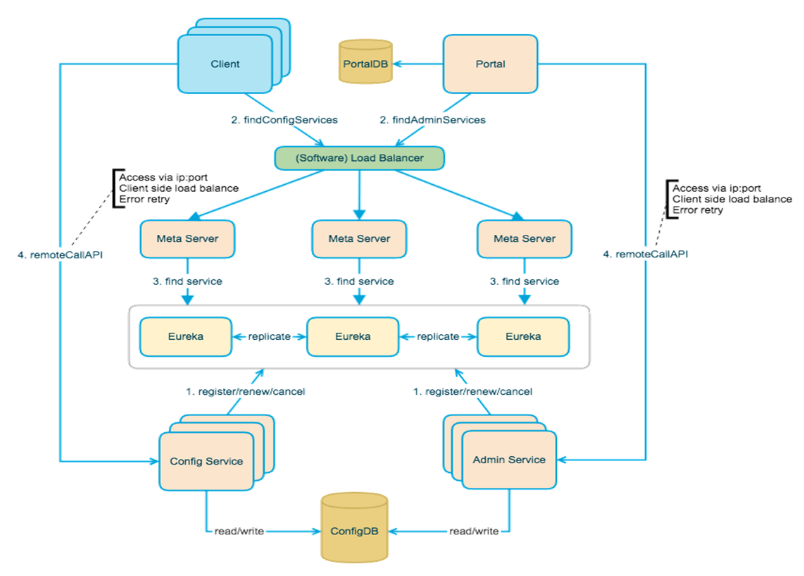 Client
PortalDB
Portal
2. findConfigServices
2. findAdminServices
(Software) Load Balancer
Access via ip:port
Client side load balance
Error retry
Access via ip:port
Client side load balance
Error retry
Meta Server
Meta Server
Meta Server
4. remoteCallAPI
4. remoteCallAPI
3. find service
3. find service
3. find service
Eureka
replicate
Eureka
replicate
Eureka
1. register/renew/cancel
1. register/renew/cancel
Config Service
Admin Service
read/write
ConfigDB
read/write